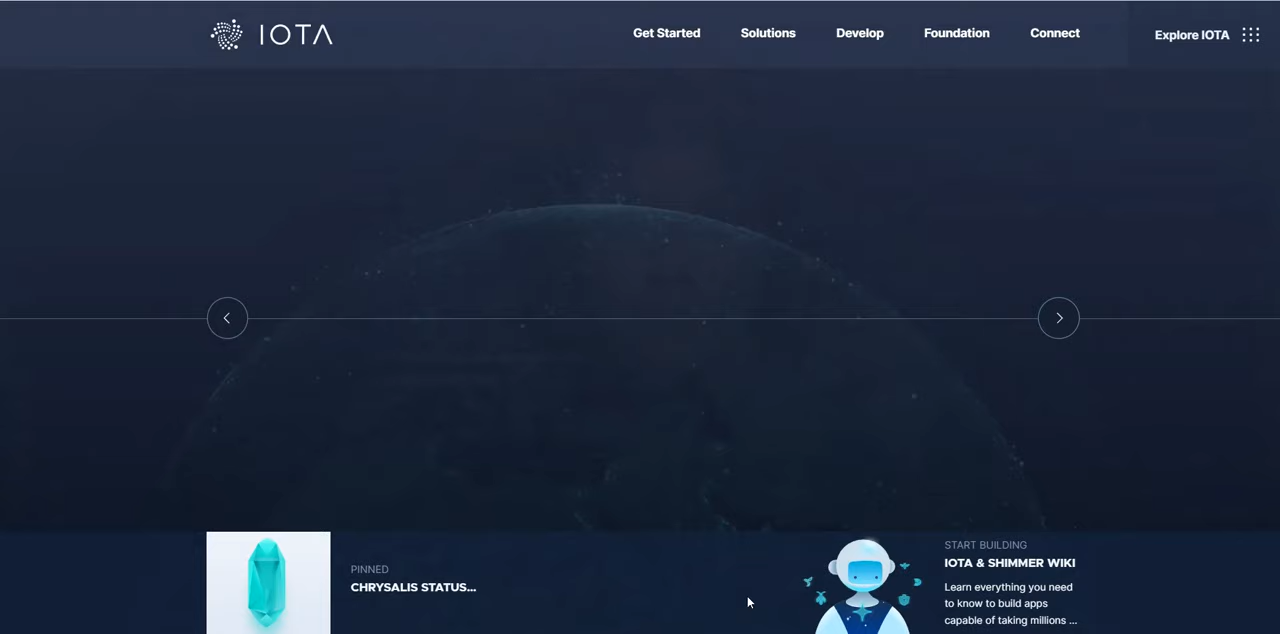 IOTA
Get Started
Solutions
Develop
Foundation
Connect
Explore IOTA
PINNED
CHRYSALIS STATUS...
START BUILDING
IOTA & SHIMMER WIKI
Learn everything you need
to know to build apps
capable of taking millions ...